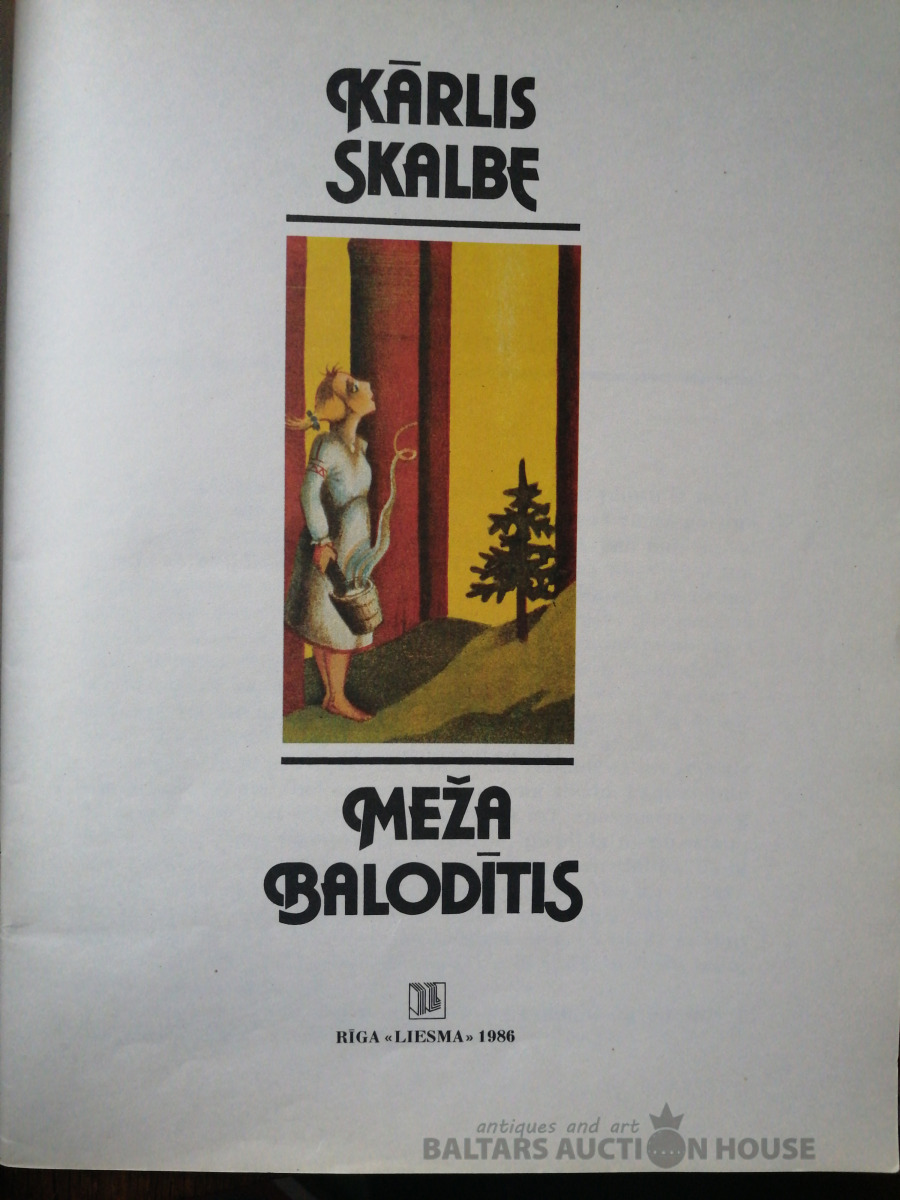 KĀRLIS
SKALBE
MEŽA
BALODĪTIS
RĪGA «LIESMA» 1986
antiques and art
BALTARS AUCTION HOUSE